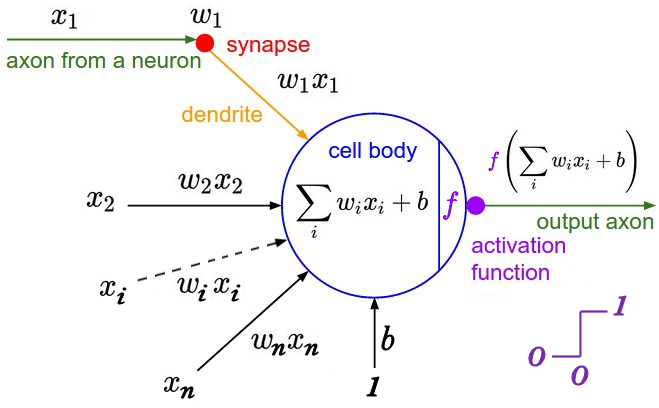 x₁
w₁
synapse
axon from a neuron
w₁x₁
dendrite
cell body
f(∑ᵢ wᵢxᵢ + b)
w₂x₂
x₂
∑ᵢ wᵢxᵢ + b
f
output axon
activation
function
xᵢ
wᵢxᵢ
wₙxₙ
b
xₙ
1
1
0
0